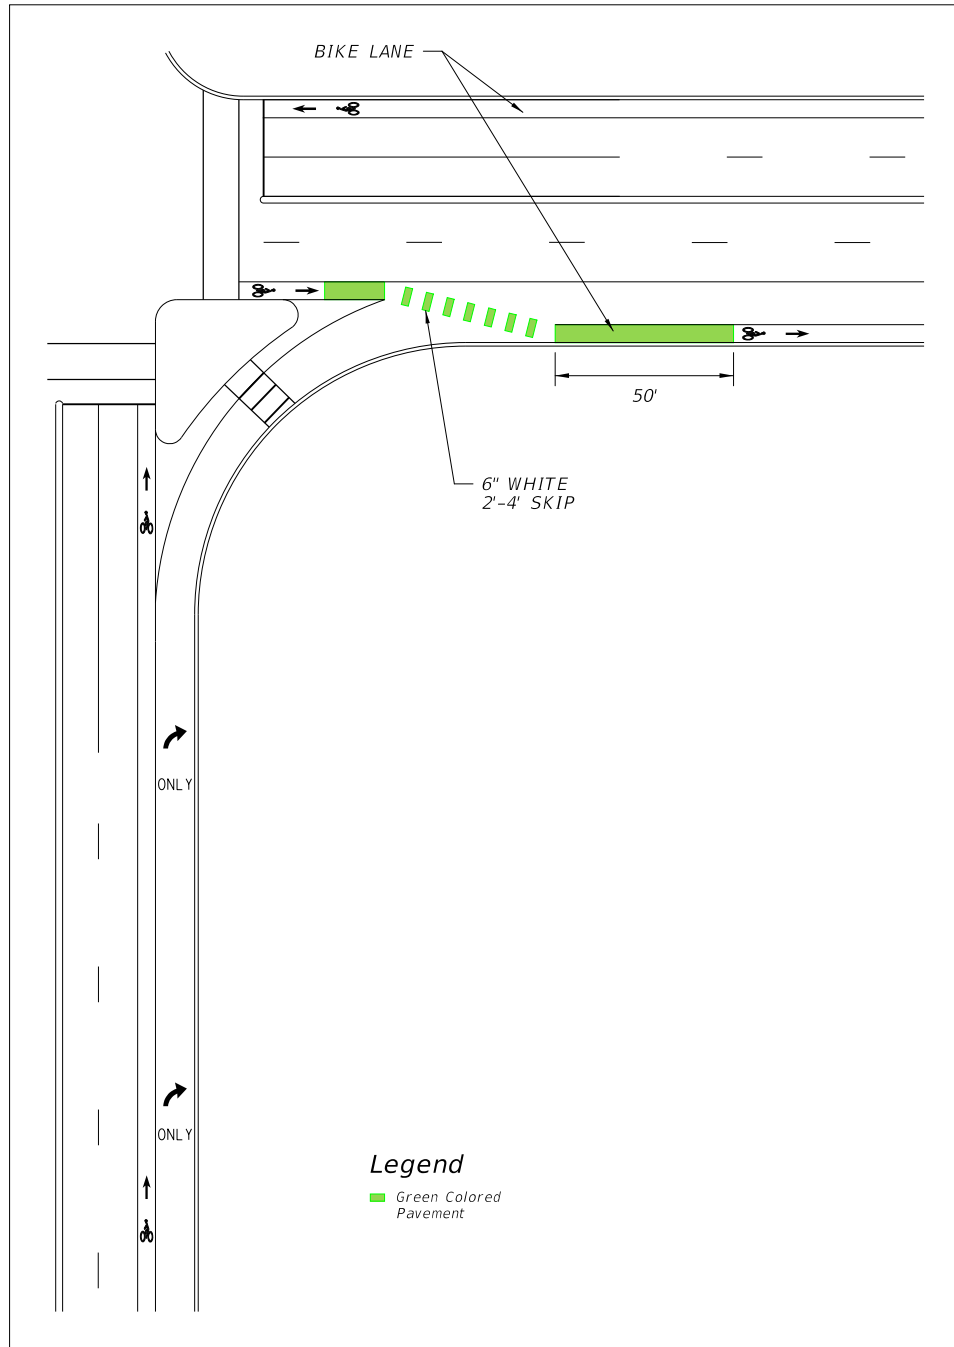 BIKE LANE
50'
6" WHITE
2'-4' SKIP
ONLY
ONLY
Legend
Green Colored
Pavement